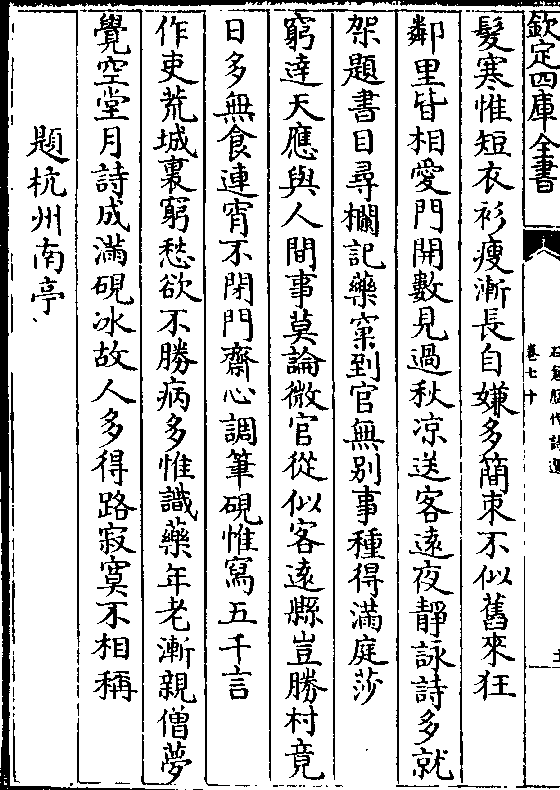 欽定四庫全書
石倉歷代詩選
卷七十
髮寒惟短衣衫瘦漸長自嫌多簡束不似舊來狂
鄰里皆相愛門開數見過秋凉送客遠夜靜詠詩多就
架題書目尋欄記藥窠到官無别事種得滿庭莎
窮達天應與人間事莫論微官從似客遠縣豈勝村竟
日多無食連宵不閉門齋心調筆硯惟寫五千言
作吏荒城裏窮愁欲不勝病多惟識藥年老漸親僧夢
覺空堂月詩成滿硯冰故人多得路寂寞不相稱
題杭州南亭